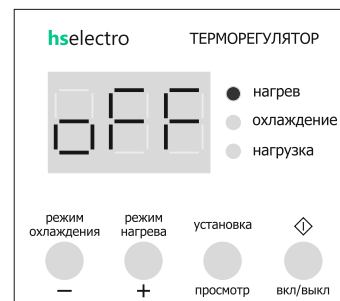 hselectro ТЕРМОРЕГУЛЯТОР
oFF
нагрев
охлаждение
нагрузка
режим охлаждения
режим нагрева
установка
− + просмотр вкл/выкл